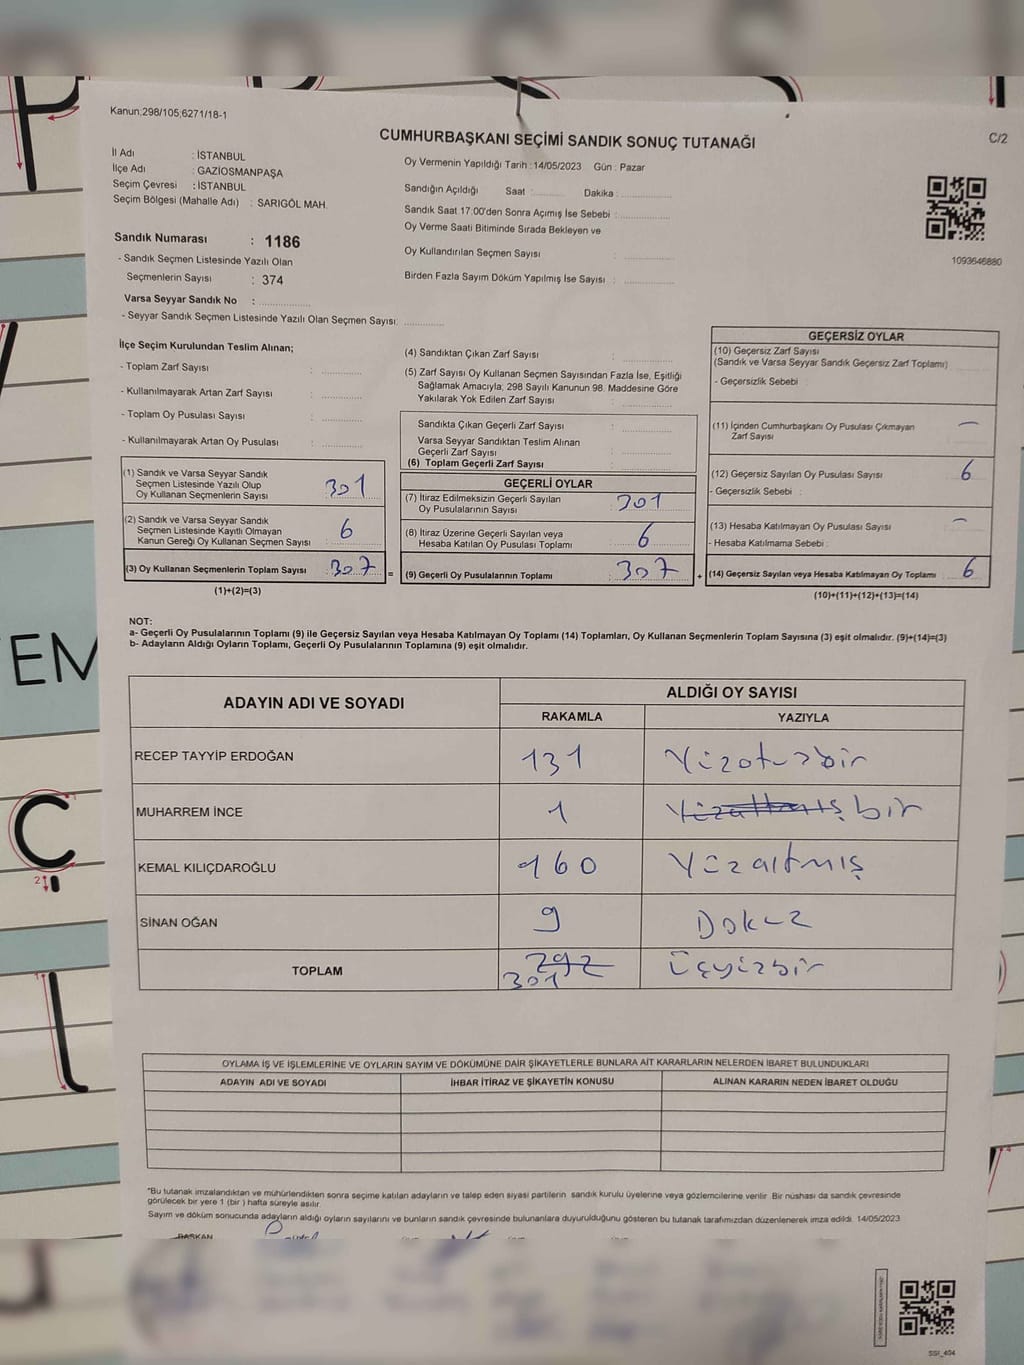 Kanun:298/105;6271/18-1
CUMHURBAŞKANI SEÇİMİ SANDIK SONUÇ TUTANAĞI
C/2
İl Adı : İSTANBUL
İlçe Adı : GAZİOSMANPAŞA
Seçim Çevresi : İSTANBUL
Seçim Bölgesi (Mahalle Adı) : SARIGÖL MAH.
Oy Vermenin Yapıldığı Tarih :14/05/2023 Gün : Pazar
Sandığın Açıldığı Saat : Dakika :
Sandık Saat 17:00'den Sonra Açımış İse Sebebi :
Oy Verme Saati Bitiminde Sırada Bekleyen ve
Oy Kullandırılan Seçmen Sayısı :
Birden Fazla Sayım Döküm Yapılmış İse Sayısı :
1093646880
Sandık Numarası : 1186
- Sandık Seçmen Listesinde Yazılı Olan
Seçmenlerin Sayısı : 374
Varsa Seyyar Sandık No :
- Seyyar Sandık Seçmen Listesinde Yazılı Olan Seçmen Sayısı:
İlçe Seçim Kurulundan Teslim Alınan;
- Toplam Zarf Sayısı :
- Kullanılmayarak Artan Zarf Sayısı :
- Toplam Oy Pusulası Sayısı :
- Kullanılmayarak Artan Oy Pusulası :
(4) Sandıktan Çıkan Zarf Sayısı :
(5) Zarf Sayısı Oy Kullanan Seçmen Sayısından Fazla İse, Eşitliği
Sağlamak Amacıyla; 298 Sayılı Kanunun 98. Maddesine Göre
Yakılarak Yok Edilen Zarf Sayısı :
Sandıkta Çıkan Geçerli Zarf Sayısı :
Varsa Seyyar Sandıktan Teslim Alınan
Geçerli Zarf Sayısı :
(6) Toplam Geçerli Zarf Sayısı :
GEÇERSİZ OYLAR
(10) Geçersiz Zarf Sayısı
(Sandık ve Varsa Seyyar Sandık Geçersiz Zarf Toplamı)
- Geçersizlik Sebebi :
(11) İçinden Cumhurbaşkanı Oy Pusulası Çıkmayan
Zarf Sayısı —
(12) Geçersiz Sayılan Oy Pusulası Sayısı 6
- Geçersizlik Sebebi :
(13) Hesaba Katılmayan Oy Pusulası Sayısı —
- Hesaba Katılmama Sebebi :
(14) Geçersiz Sayılan veya Hesaba Katılmayan Oy Toplamı 6
(10)+(11)+(12)+(13)=(14)
(1) Sandık ve Varsa Seyyar Sandık
Seçmen Listesinde Yazılı Olup
Oy Kullanan Seçmenlerin Sayısı : 301
(2) Sandık ve Varsa Seyyar Sandık
Seçmen Listesinde Kayıtlı Olmayan
Kanun Gereği Oy Kullanan Seçmen Sayısı : 6
(3) Oy Kullanan Seçmenlerin Toplam Sayısı : 307
(1)+(2)=(3)
=
GEÇERLİ OYLAR
(7) İtiraz Edilmeksizin Geçerli Sayılan
Oy Pusulalarının Sayısı : 301
(8) İtiraz Üzerine Geçerli Sayılan veya
Hesaba Katılan Oy Pusulası Toplamı : 6
(9) Geçerli Oy Pusulalarının Toplamı : 307
+
NOT:
a- Geçerli Oy Pusulalarının Toplamı (9) ile Geçersiz Sayılan veya Hesaba Katılmayan Oy Toplamı (14) Toplamları, Oy Kullanan Seçmenlerin Toplam Sayısına (3) eşit olmalıdır. (9)+(14)=(3)
b- Adayların Aldığı Oyların Toplamı, Geçerli Oy Pusulalarının Toplamına (9) eşit olmalıdır.
ADAYIN ADI VE SOYADI
ALDIĞI OY SAYISI
RAKAMLA YAZIYLA
RECEP TAYYİP ERDOĞAN 131 Yüzotuzbir
MUHARREM İNCE 1 Yüzaltmış bir
KEMAL KILIÇDAROĞLU 160 Yüzaltmış
SİNAN OĞAN 9 Dokuz
TOPLAM 292 301 Üçyüzbir
OYLAMA İŞ VE İŞLEMLERİNE VE OYLARIN SAYIM VE DÖKÜMÜNE DAİR ŞİKAYETLERLE BUNLARA AİT KARARLARIN NELERDEN İBARET BULUNDUKLARI
ADAYIN ADI VE SOYADI İHBAR İTİRAZ VE ŞİKAYETİN KONUSU ALINAN KARARIN NEDEN İBARET OLDUĞU
"Bu tutanak imzalandıktan ve mühürlendikten sonra seçime katılan adayların ve talep eden siyasi partilerin sandık kurulu üyelerine veya gözlemcilerine verilir. Bir nüshası da sandık çevresinde
görülecek bir yere 1 (bir) hafta süreyle asılır.
Sayım ve döküm sonucunda adayların aldığı oyların sayılarını ve bunların sandık çevresinde bulunanlara duyurulduğunu gösteren bu tutanak tarafımızdan düzenlenerek imza edildi. 14/05/2023
BAŞKAN
TEM
Ç
SSİ_404